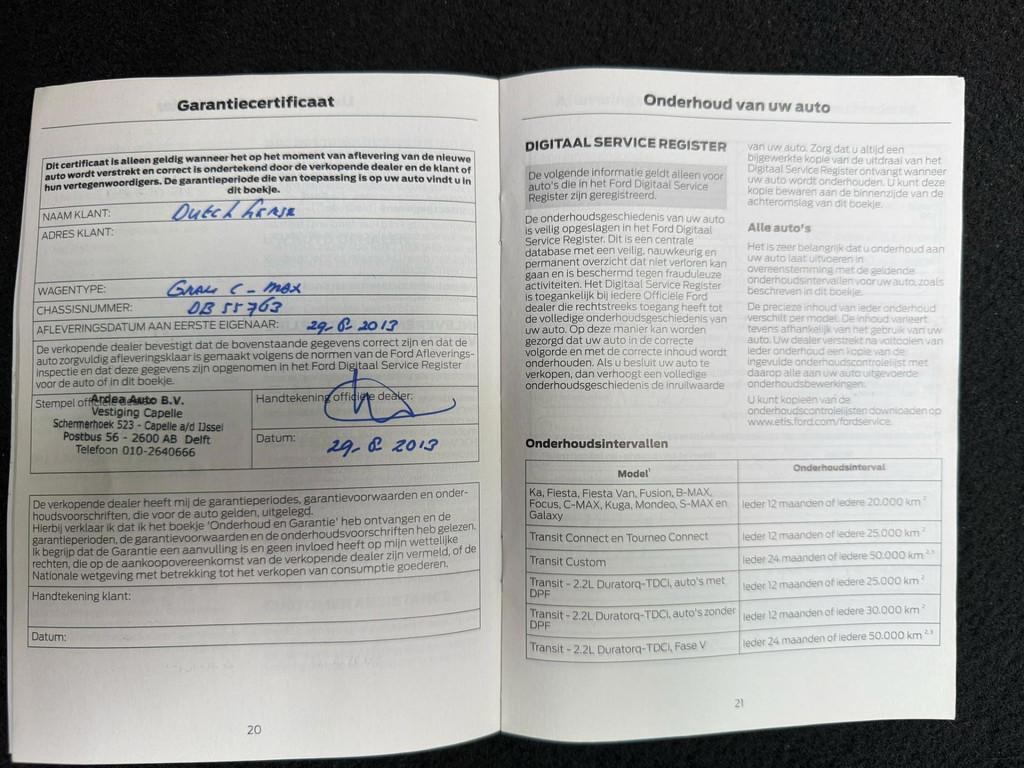 Garantiecertificaat
Dit certificaat is alleen geldig wanneer het op het moment van aflevering van de nieuwe
auto wordt verstrekt en correct is ondertekend door de verkopende dealer en de klant of
hun vertegenwoordigers. De garantieperiode die van toepassing is op uw auto vindt u in
dit boekje.
NAAM KLANT: Dutch Lease
ADRES KLANT:
WAGENTYPE: Grand C-max
CHASSISNUMMER: DB 55763
AFLEVERINGSDATUM AAN EERSTE EIGENAAR: 29-8-2013
De verkopende dealer bevestigt dat de bovenstaande gegevens correct zijn en dat de
auto zorgvuldig afleveringsklaar is gemaakt volgens de normen van de Ford Afleverings-
inspectie en dat deze gegevens zijn opgenomen in het Ford Digitaal Service Register
voor de auto of in dit boekje.
Stempel officiële dealer:
Ardea Auto B.V.
Vestiging Capelle
Schermerhoek 523 - Capelle a/d IJssel
Postbus 56 - 2600 AB Delft
Telefoon 010-2640666
Handtekening officiële dealer:
Datum: 29-8-2013
De verkopende dealer heeft mij de garantieperiodes, garantievoorwaarden en onder-
houdsvoorschriften, die voor de auto gelden, uitgelegd.
Hierbij verklaar ik dat ik het boekje 'Onderhoud en Garantie' heb ontvangen en de
garantieperioden, de garantievoorwaarden en de onderhoudsvoorschriften heb gelezen.
Ik begrijp dat de Garantie een aanvulling is en geen invloed heeft op mijn wettelijke
rechten, die op de aankoopovereenkomst van de verkopende dealer zijn vermeld, of de
Nationale wetgeving met betrekking tot het verkopen van consumptie goederen.
Handtekening klant:
Datum:
20
Onderhoud van uw auto
DIGITAAL SERVICE REGISTER
De volgende informatie geldt alleen voor
auto's die in het Ford Digitaal Service
Register zijn geregistreerd.
De onderhoudsgeschiedenis van uw auto
is veilig opgeslagen in het Ford Digitaal
Service Register. Dit is een centrale
database met een veilig, nauwkeurig en
permanent overzicht dat niet verloren kan
gaan en is beschermd tegen frauduleuze
activiteiten. Het Digitaal Service Register
is toegankelijk bij iedere Officiële Ford
dealer die rechtstreeks toegang heeft tot
de volledige onderhoudsgeschiedenis van
uw auto. Op deze manier kan worden
gezorgd dat uw auto in de correcte
volgorde en met de correcte inhoud wordt
onderhouden. Als u besluit uw auto te
verkopen, dan verhoogt een volledige
onderhoudsgeschiedenis de inruilwaarde
van uw auto. Zorg dat u altijd een
bijgewerkte kopie van de uitdraai van het
Digitaal Service Register ontvangt wanneer
uw auto wordt onderhouden. U kunt deze
kopie bewaren aan de binnenzijde van de
achteromslag van dit boekje.
Alle auto's
Het is zeer belangrijk dat u onderhoud aan
uw auto laat uitvoeren in
overeenstemming met de geldende
onderhoudsintervallen voor uw auto, zoals
beschreven in dit boekje.
De precieze inhoud van ieder onderhoud
verschilt per model. De inhoud varieert
tevens afhankelijk van het gebruik van uw
auto. Uw dealer verstrekt na voltooien van
ieder onderhoud een kopie van de
ingevulde onderhoudscontrolelijst met
daarop alle aan uw auto uitgevoerde
onderhoudsbewerkingen.
U kunt kopieën van de
onderhoudscontrolelijsten downloaden op
www.etis.ford.com/fordservice.
Onderhoudsintervallen
Model¹ Onderhoudsinterval
Ka, Fiesta, Fiesta Van, Fusion, B-MAX,
Focus, C-MAX, Kuga, Mondeo, S-MAX en
Galaxy Ieder 12 maanden of iedere 20.000 km ²
Transit Connect en Tourneo Connect Ieder 12 maanden of iedere 25.000 km ²
Transit Custom Ieder 24 maanden of iedere 50.000 km ²,³
Transit - 2.2L Duratorq-TDCi, auto's met
DPF Ieder 12 maanden of iedere 25.000 km ²
Transit - 2.2L Duratorq-TDCi, auto's zonder
DPF Ieder 12 maanden of iedere 30.000 km ²
Transit - 2.2L Duratorq-TDCi, Fase V Ieder 24 maanden of iedere 50.000 km ²,³
21